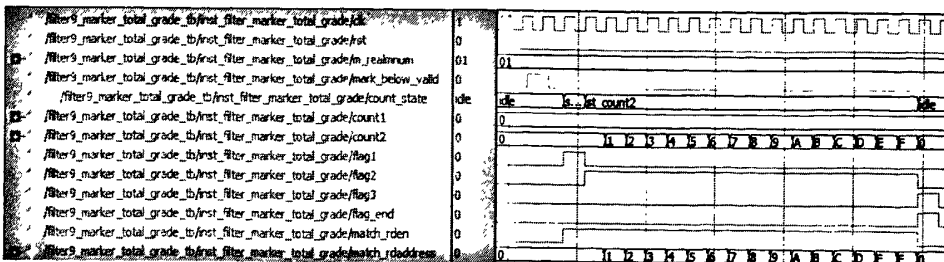 /filter9_marker_total_grade_tb/inst_filter_marker_total_grade/clk 1
/filter9_marker_total_grade_tb/inst_filter_marker_total_grade/rst 0
/filter9_marker_total_grade_tb/inst_filter_marker_total_grade/m_realmnum 01 01
/filter9_marker_total_grade_tb/inst_filter_marker_total_grade/mark_below_valid 0
/filter9_marker_total_grade_tb/inst_filter_marker_total_grade/count_state idle idle s... st_count2 idle
/filter9_marker_total_grade_tb/inst_filter_marker_total_grade/count1 0 0
/filter9_marker_total_grade_tb/inst_filter_marker_total_grade/count2 0 0 1 2 3 4 5 6 7 8 9 A B C D E F 0
/filter9_marker_total_grade_tb/inst_filter_marker_total_grade/flag1 0
/filter9_marker_total_grade_tb/inst_filter_marker_total_grade/flag2 0
/filter9_marker_total_grade_tb/inst_filter_marker_total_grade/flag3 0
/filter9_marker_total_grade_tb/inst_filter_marker_total_grade/flag_end 0
/filter9_marker_total_grade_tb/inst_filter_marker_total_grade/match_rden 0
/filter9_marker_total_grade_tb/inst_filter_marker_total_grade/match_rdaddress 0 0 1 2 3 4 5 6 7 8 9 A B C D E F 0